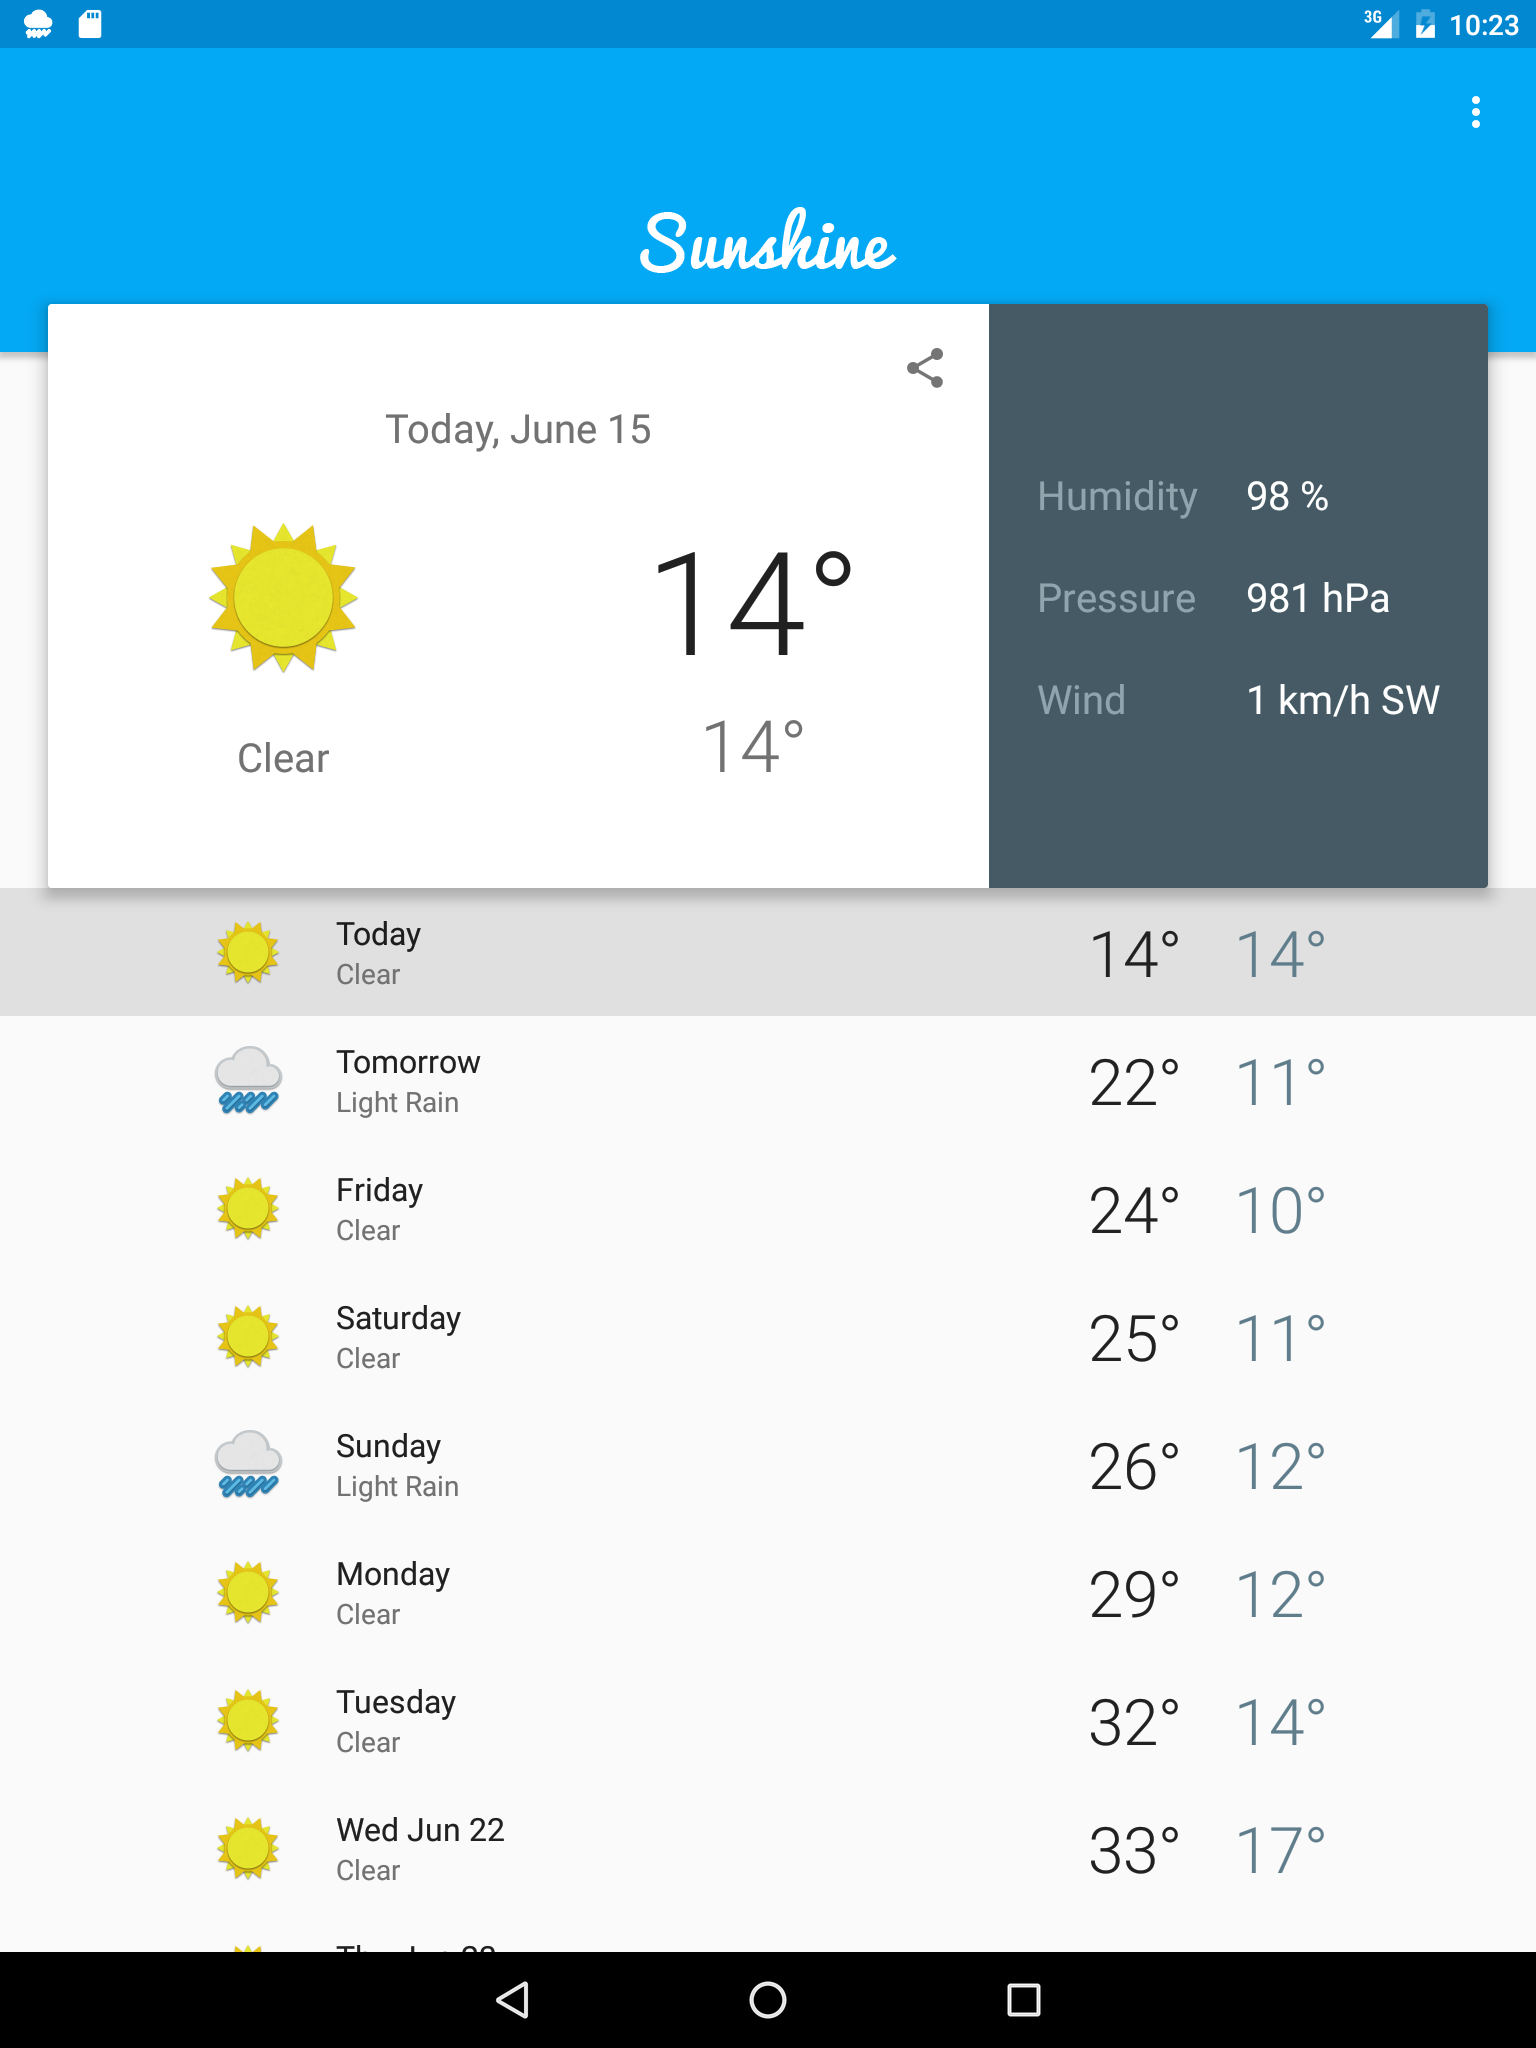 3G 10:23
Sunshine
Today, June 15
14°
14°
Clear
Humidity 98 %
Pressure 981 hPa
Wind 1 km/h SW
Today
Clear
14° 14°
Tomorrow
Light Rain
22° 11°
Friday
Clear
24° 10°
Saturday
Clear
25° 11°
Sunday
Light Rain
26° 12°
Monday
Clear
29° 12°
Tuesday
Clear
32° 14°
Wed Jun 22
Clear
33° 17°